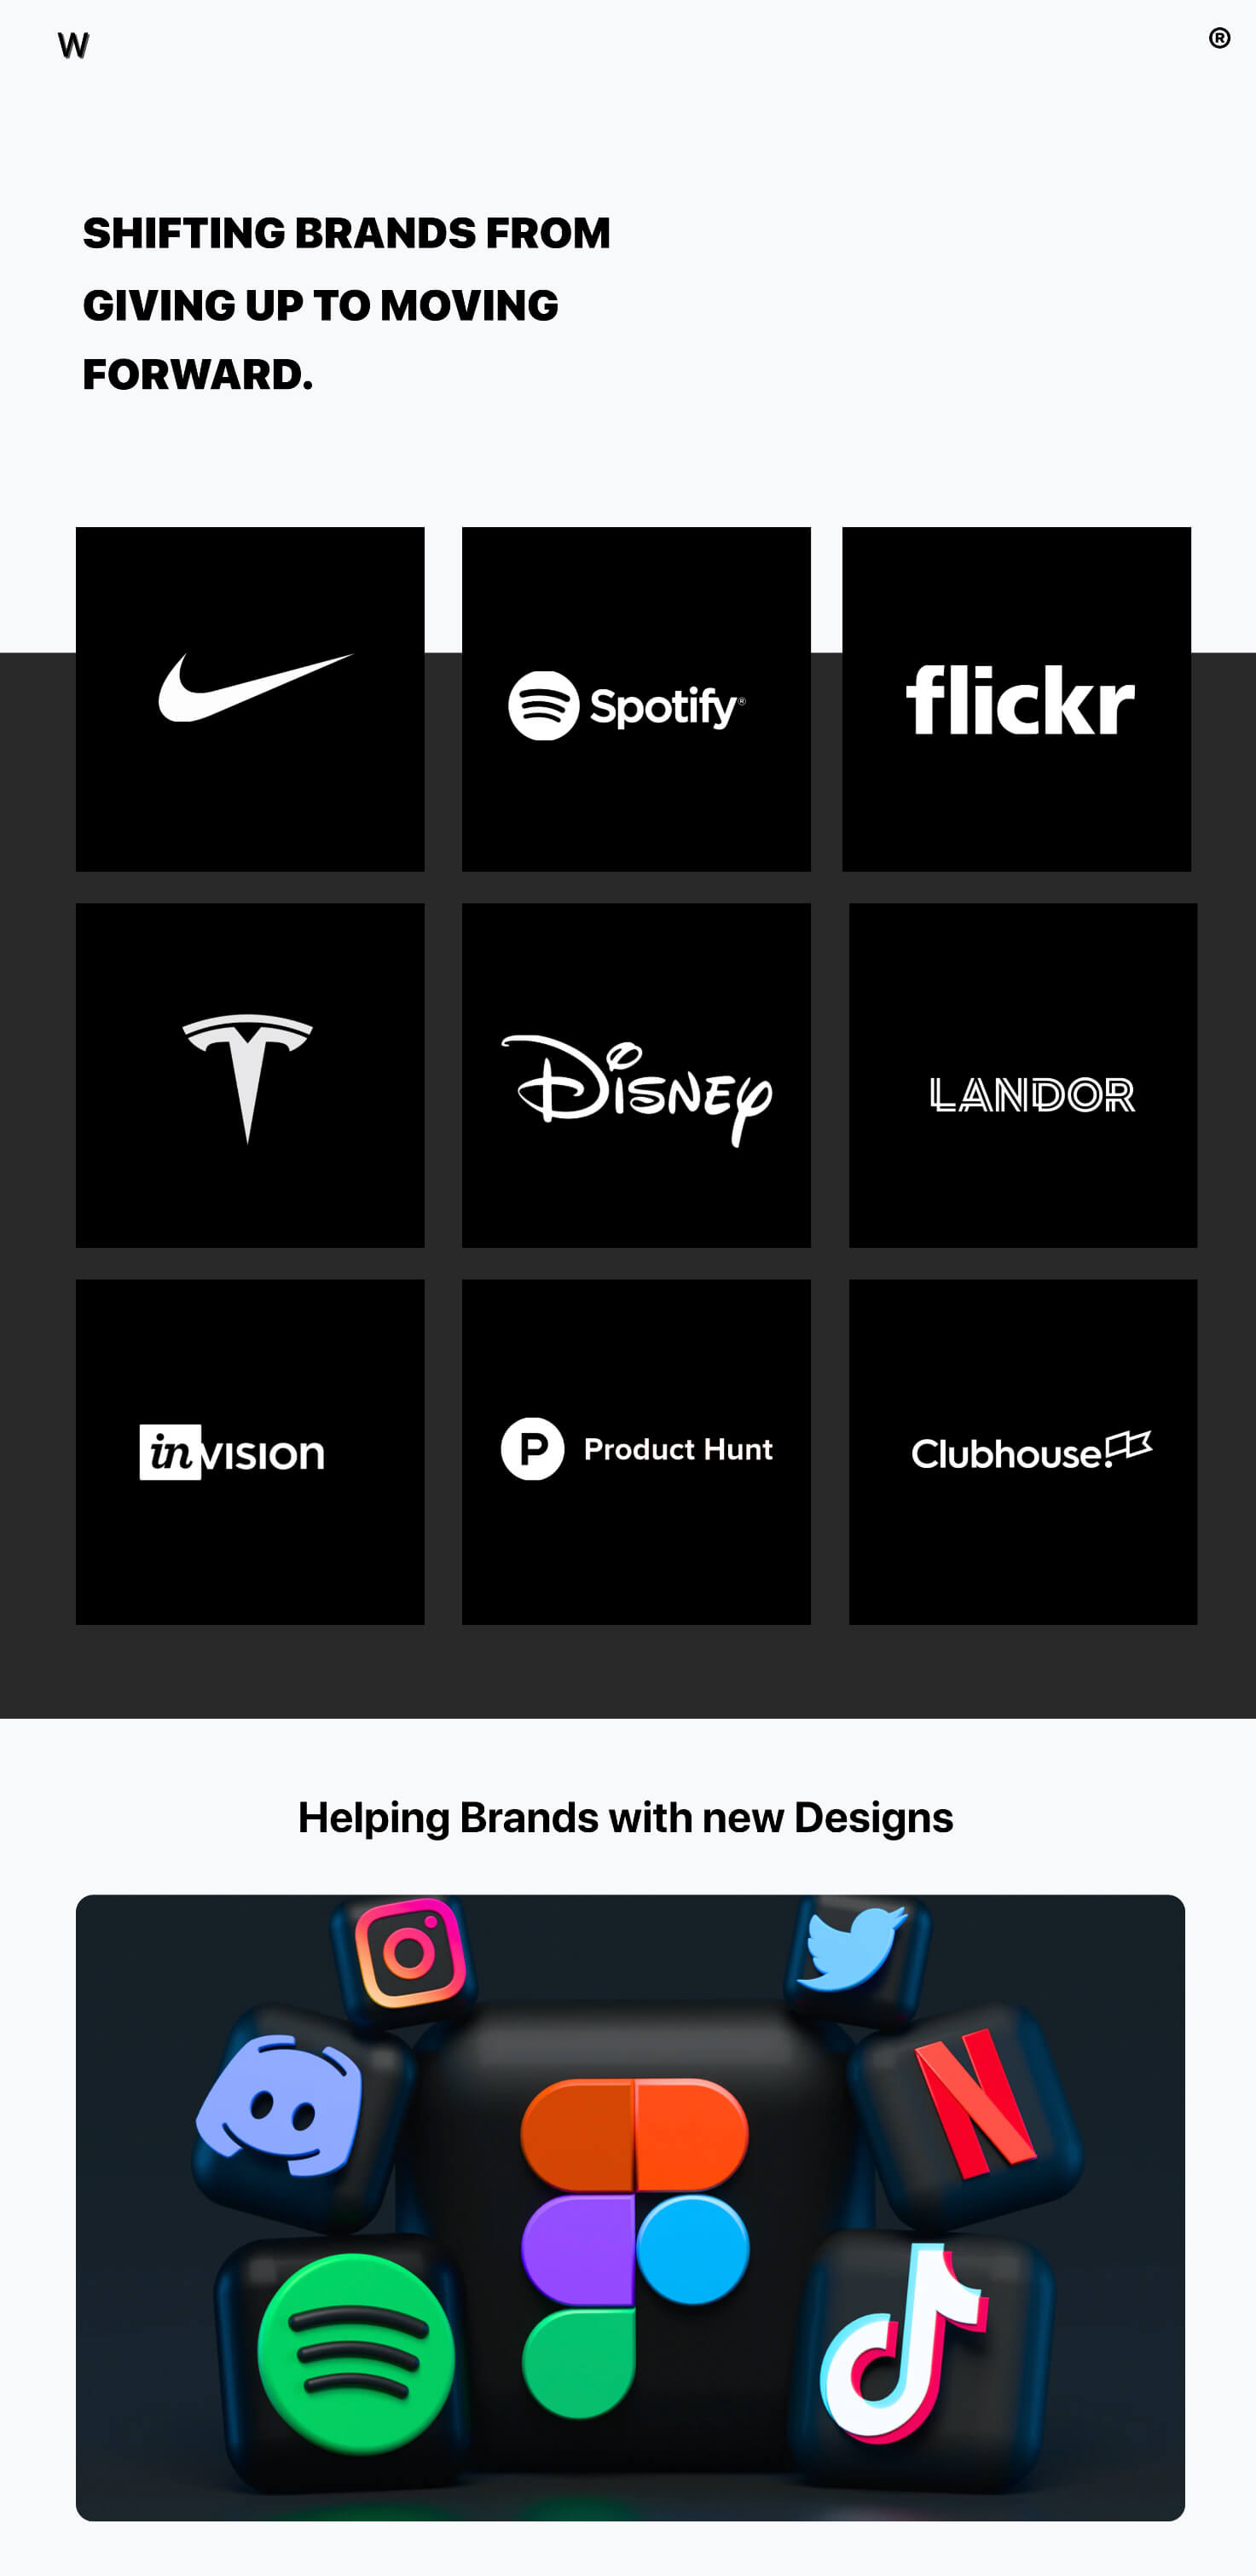 W
®
SHIFTING BRANDS FROM
GIVING UP TO MOVING
FORWARD.
Spotify®
flickr
DISNEY
LANDOR
inVISION
P Product Hunt
Clubhouse!
Helping Brands with new Designs
N